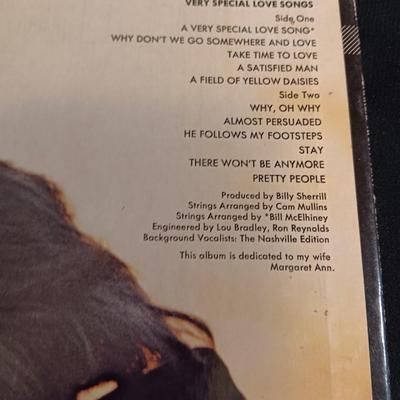 VERY SPECIAL LOVE SONGS
Side One
A VERY SPECIAL LOVE SONG*
WHY DON'T WE GO SOMEWHERE AND LOVE
TAKE TIME TO LOVE
A SATISFIED MAN
A FIELD OF YELLOW DAISIES
Side Two
WHY, OH WHY
ALMOST PERSUADED
HE FOLLOWS MY FOOTSTEPS
STAY
THERE WON'T BE ANYMORE
PRETTY PEOPLE
Produced by Billy Sherrill
Strings Arranged by Cam Mullins
Strings Arranged by *Bill McElhiney
Engineered by Lou Bradley, Ron Reynolds
Background Vocalists: The Nashville Edition
This album is dedicated to my wife
Margaret Ann.